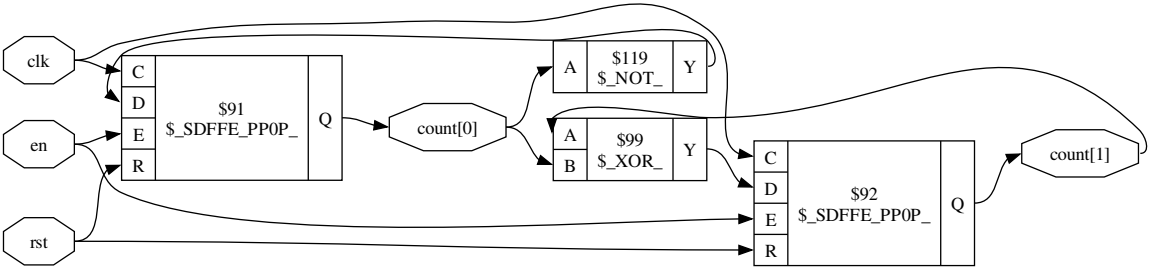 clk
en
rst
C
D
E
R
$91
$_SDFFE_PP0P_
Q
count[0]
A
$119
$_NOT_
Y
A
B
$99
$_XOR_
Y
C
D
E
R
$92
$_SDFFE_PP0P_
Q
count[1]